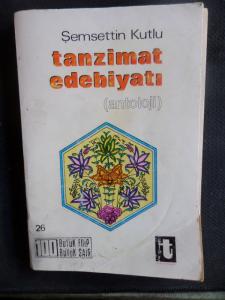 Şemsettin Kutlu
tanzimat
edebiyatı
(antoloji)
26
100 BÜYÜK EDİP
BÜYÜK ŞAİR
t